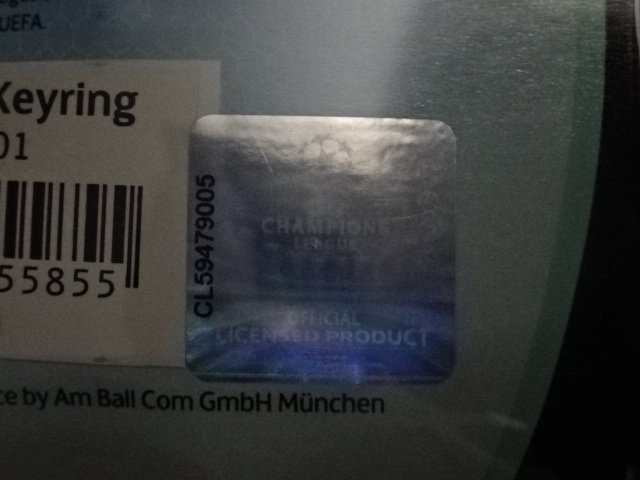 UEFA.
Keyring
01
55855
CL59479005
CHAMPIONS
LEAGUE
OFFICIAL
LICENSED PRODUCT
ce by Am Ball Com GmbH München